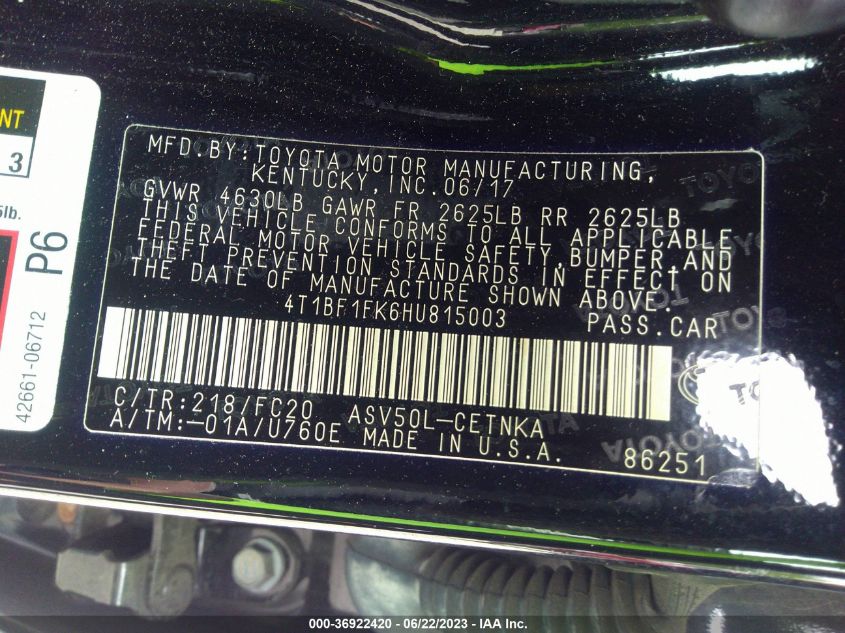 NT
3
5lb.
P6
42661-06712
MFD.BY:TOYOTA MOTOR MANUFACTURING,
KENTUCKY, INC. 06/17
GVWR 4630LB GAWR FR 2625LB RR 2625LB
THIS VEHICLE CONFORMS TO ALL APPLICABLE
FEDERAL MOTOR VEHICLE SAFETY, BUMPER, AND
THEFT PREVENTION STANDARDS IN EFFECT ON
THE DATE OF MANUFACTURE SHOWN ABOVE.
4T1BF1FK6HU815003 PASS.CAR
C/TR:218/FC20 ASV50L-CETNKA
A/TM:-01A/U760E MADE IN U.S.A. 86251
000-36922420 - 06/22/2023 - IAA Inc.